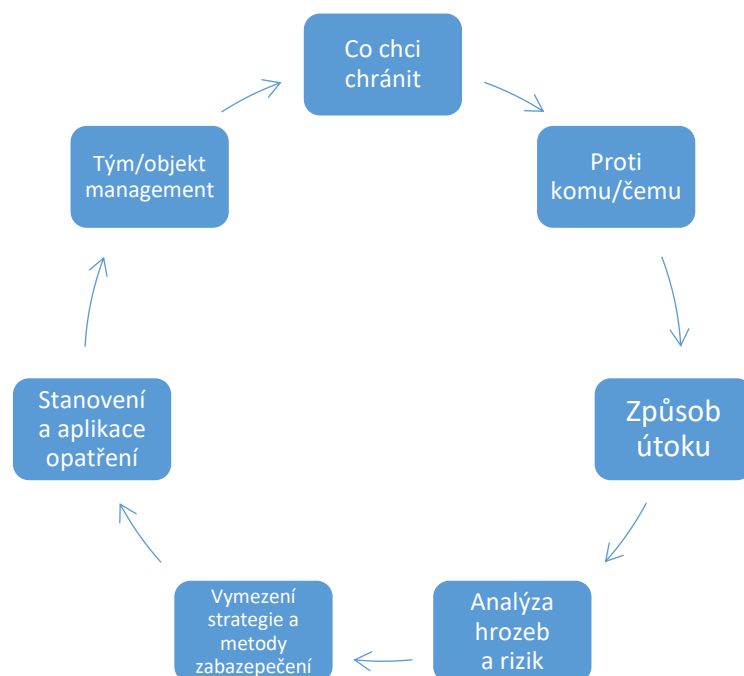 Co chci
chránit
Proti
komu/čemu
Způsob
útoku
Analýza
hrozeb
a rizik
Vymezení
strategie a
metody
zabazepečení
Stanovení
a aplikace
opatření
Tým/objekt
management